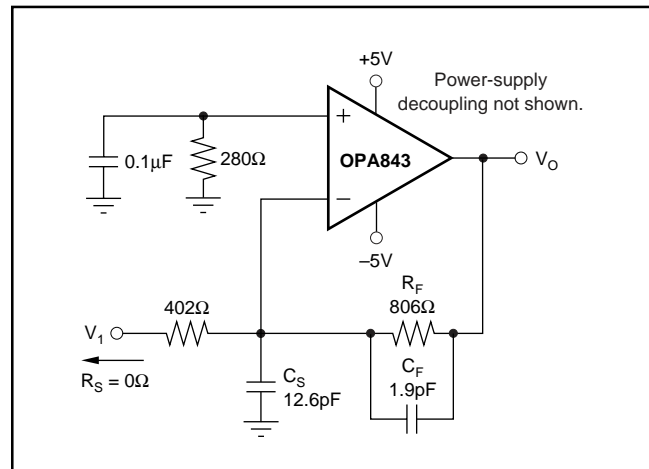 +5V
Power-supply
decoupling not shown.
+
OPA843
−
0.1μF
280Ω
V_O
−5V
R_F
806Ω
402Ω
V_1
R_S = 0Ω
C_S
12.6pF
C_F
1.9pF